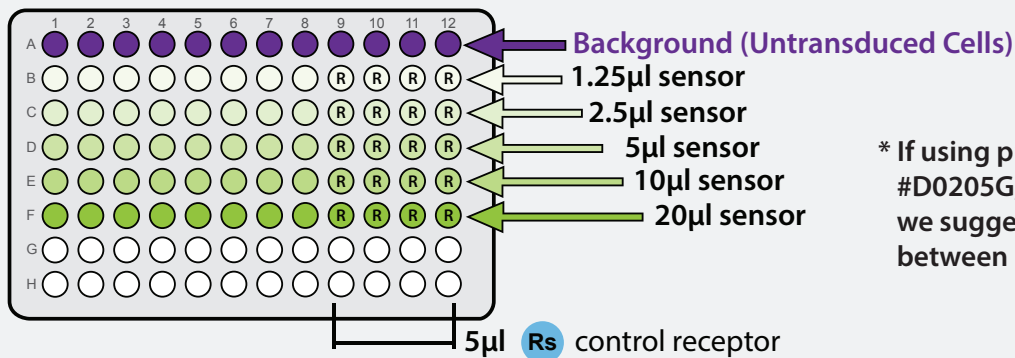 1 2 3 4 5 6 7 8 9 10 11 12
A
Background (Untransduced Cells)
B R R R R
1.25µl sensor
C R R R R
2.5µl sensor
D R R R R
5µl sensor
E R R R R
10µl sensor
F R R R R
20µl sensor
G
H
* If using p
#D0205G
we sugge
between
5µl Rs control receptor